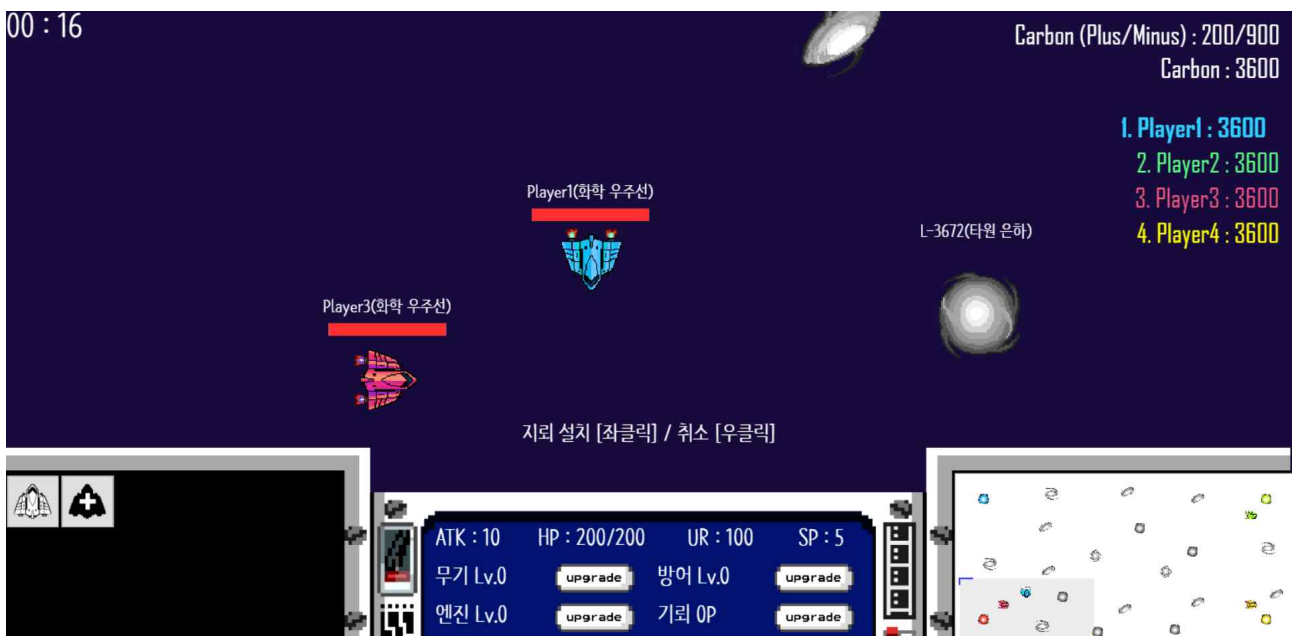 00 : 16
Carbon (Plus/Minus) : 200/900
Carbon : 3600
1. Player1 : 3600
2. Player2 : 3600
3. Player3 : 3600
4. Player4 : 3600
Player1(화학 우주선)
L-3672(타원 은하)
Player3(화학 우주선)
지뢰 설치 [좌클릭] / 취소 [우클릭]
ATK : 10 HP : 200/200 UR : 100 SP : 5
무기 Lv.0 upgrade 방어 Lv.0 upgrade
엔진 Lv.0 upgrade 기뢰 0P upgrade